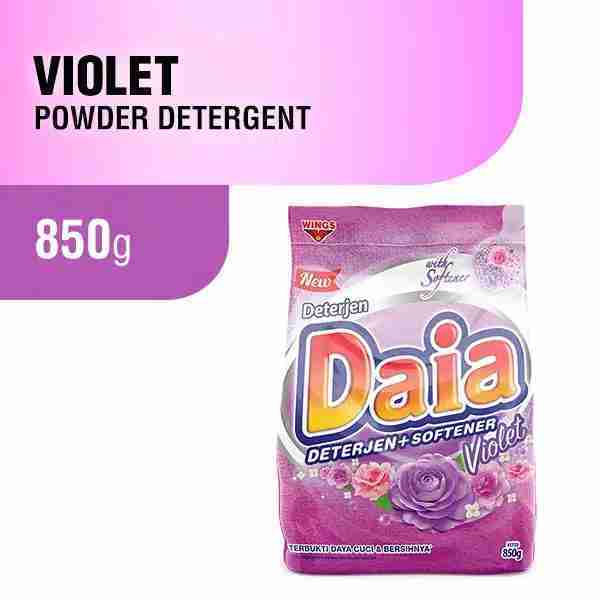 VIOLET
POWDER DETERGENT
850g
WINGS
New
with
Softener
Deterjen
Daia
DETERJEN+SOFTENER
Violet
TERBUKTI DAYA CUCI & BERSIHNYA
850g